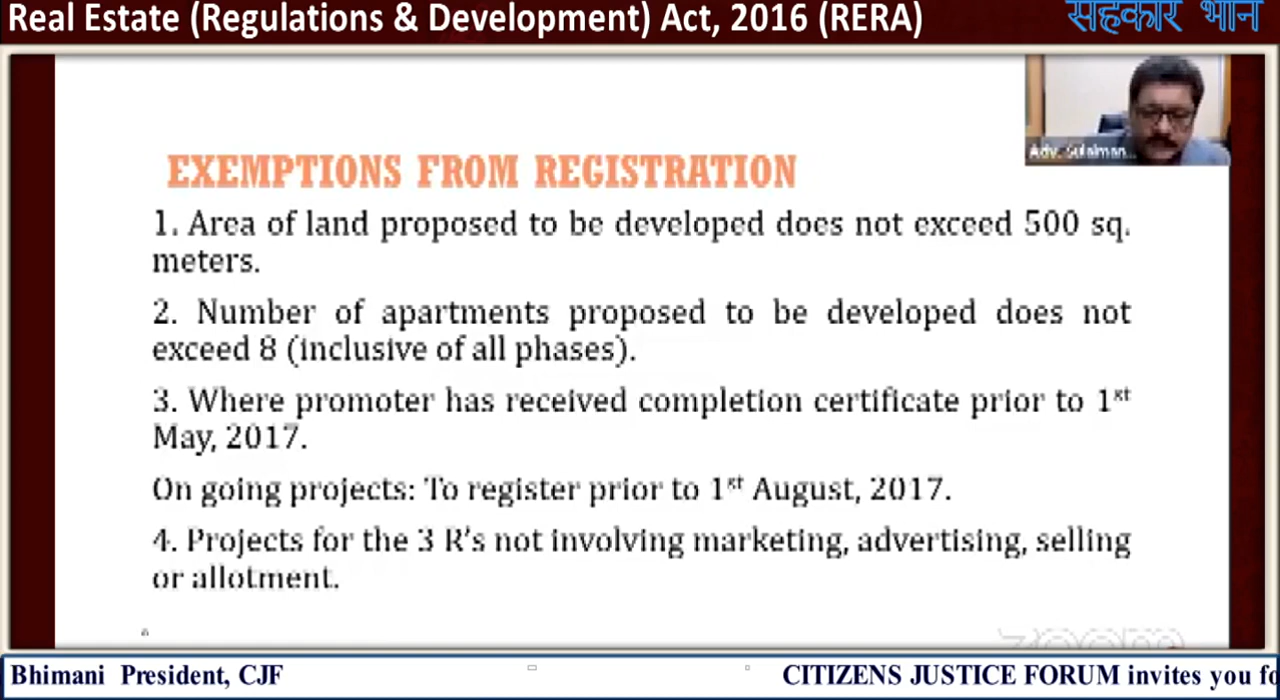 Real Estate (Regulations & Development) Act, 2016 (RERA)
सहकार भान
Adv. Sulaiman...
EXEMPTIONS FROM REGISTRATION
1. Area of land proposed to be developed does not exceed 500 sq.
meters.
2. Number of apartments proposed to be developed does not
exceed 8 (inclusive of all phases).
3. Where promoter has received completion certificate prior to 1st
May, 2017.
On going projects: To register prior to 1st August, 2017.
4. Projects for the 3 R's not involving marketing, advertising, selling
or allotment.
zoom
Bhimani President, CJF
CITIZENS JUSTICE FORUM invites you fo